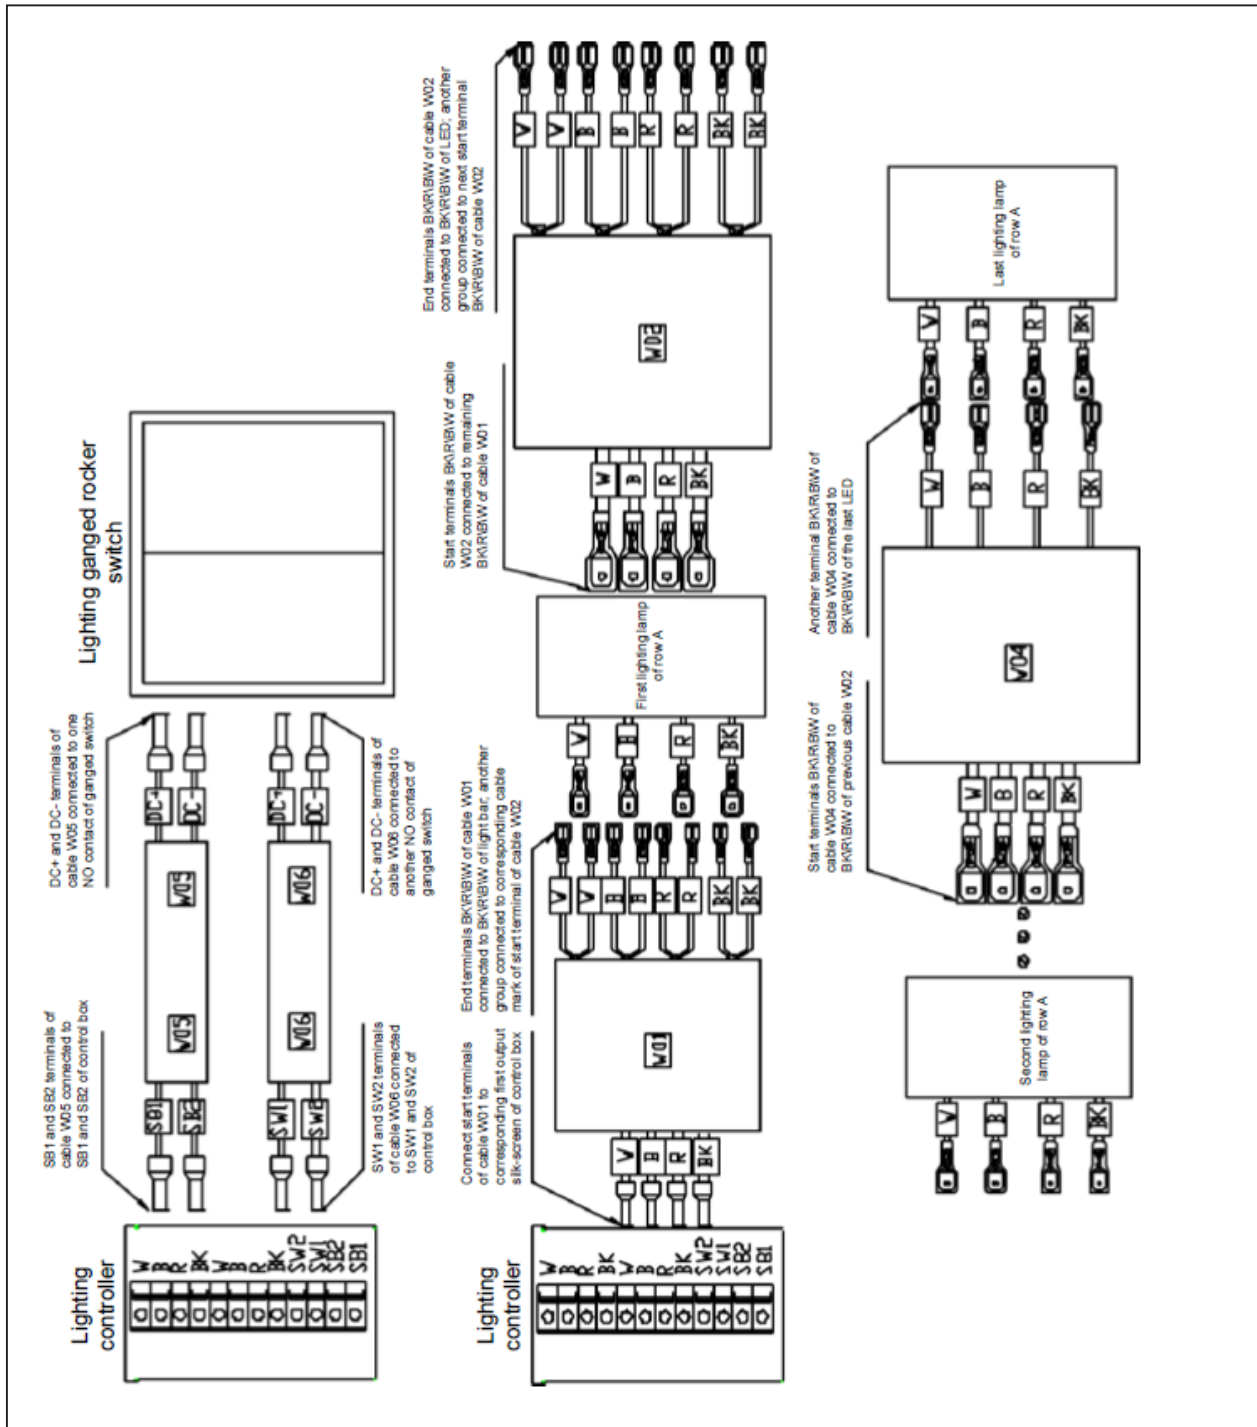 Lighting ganged rocker
switch
DC+ and DC- terminals of
cable W05 connected to one
NO contact of ganged switch
DC+ and DC- terminals of
cable W06 connected to
another NO contact of
ganged switch
DC+
DC-
DC+
DC-
W05
W06
W05
W06
SB1
SB2
SW1
SW2
SB1 and SB2 terminals of
cable W05 connected to
SB1 and SB2 of control box
SW1 and SW2 terminals
of cable W06 connected
to SW1 and SW2 of
control box
Lighting
controller
W
B
R
BK
W
B
R
BK
SW2
SW1
SB2
SB1
End terminals BK\R\B\W of cable W02
connected to BK\R\B\W of LED; another
group connected to next start terminal
BK\R\B\W of cable W02
W
W
B
B
R
R
BK
BK
W02
Start terminals BK\R\B\W of cable
W02 connected to remaining
BK\R\B\W of cable W01
W
B
R
BK
First lighting lamp
of row A
W
B
R
BK
End terminals BK\R\B\W of cable W01
connected to BK\R\B\W of light bar; another
group connected to corresponding cable
mark of start terminal of cable W02
W
W
B
B
R
R
BK
BK
W01
Connect start terminals
of cable W01 to
corresponding first output
silk-screen of control box
W
B
R
BK
Lighting
controller
W
B
R
BK
W
B
R
BK
SW2
SW1
SB2
SB1
Last lighting lamp
of row A
W
B
R
BK
Another terminal BK\R\B\W of
cable W04 connected to
BK\R\B\W of the last LED
W
B
R
BK
W04
Start terminals BK\R\B\W of
cable W04 connected to
BK\R\B\W of previous cable W02
W
B
R
BK
Second lighting
lamp of row A
W
B
R
BK